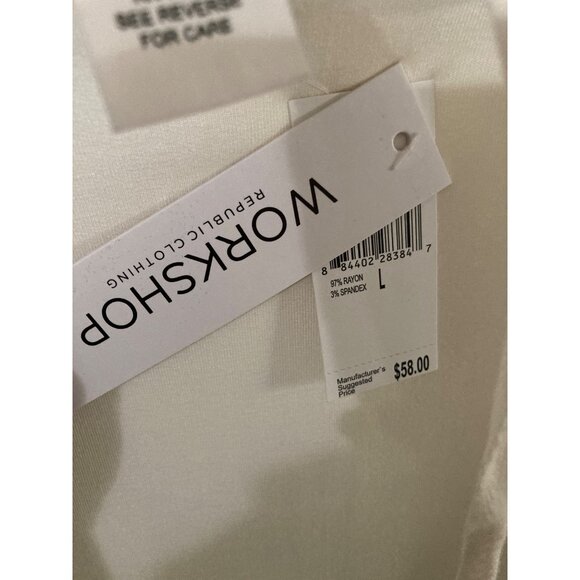 SEE REVERSE
FOR CARE
WORKSHOP
REPUBLIC CLOTHING
8 84402 28384 7
97% RAYON
3% SPANDEX
L
Manufacturer's
Suggested
Price
$58.00